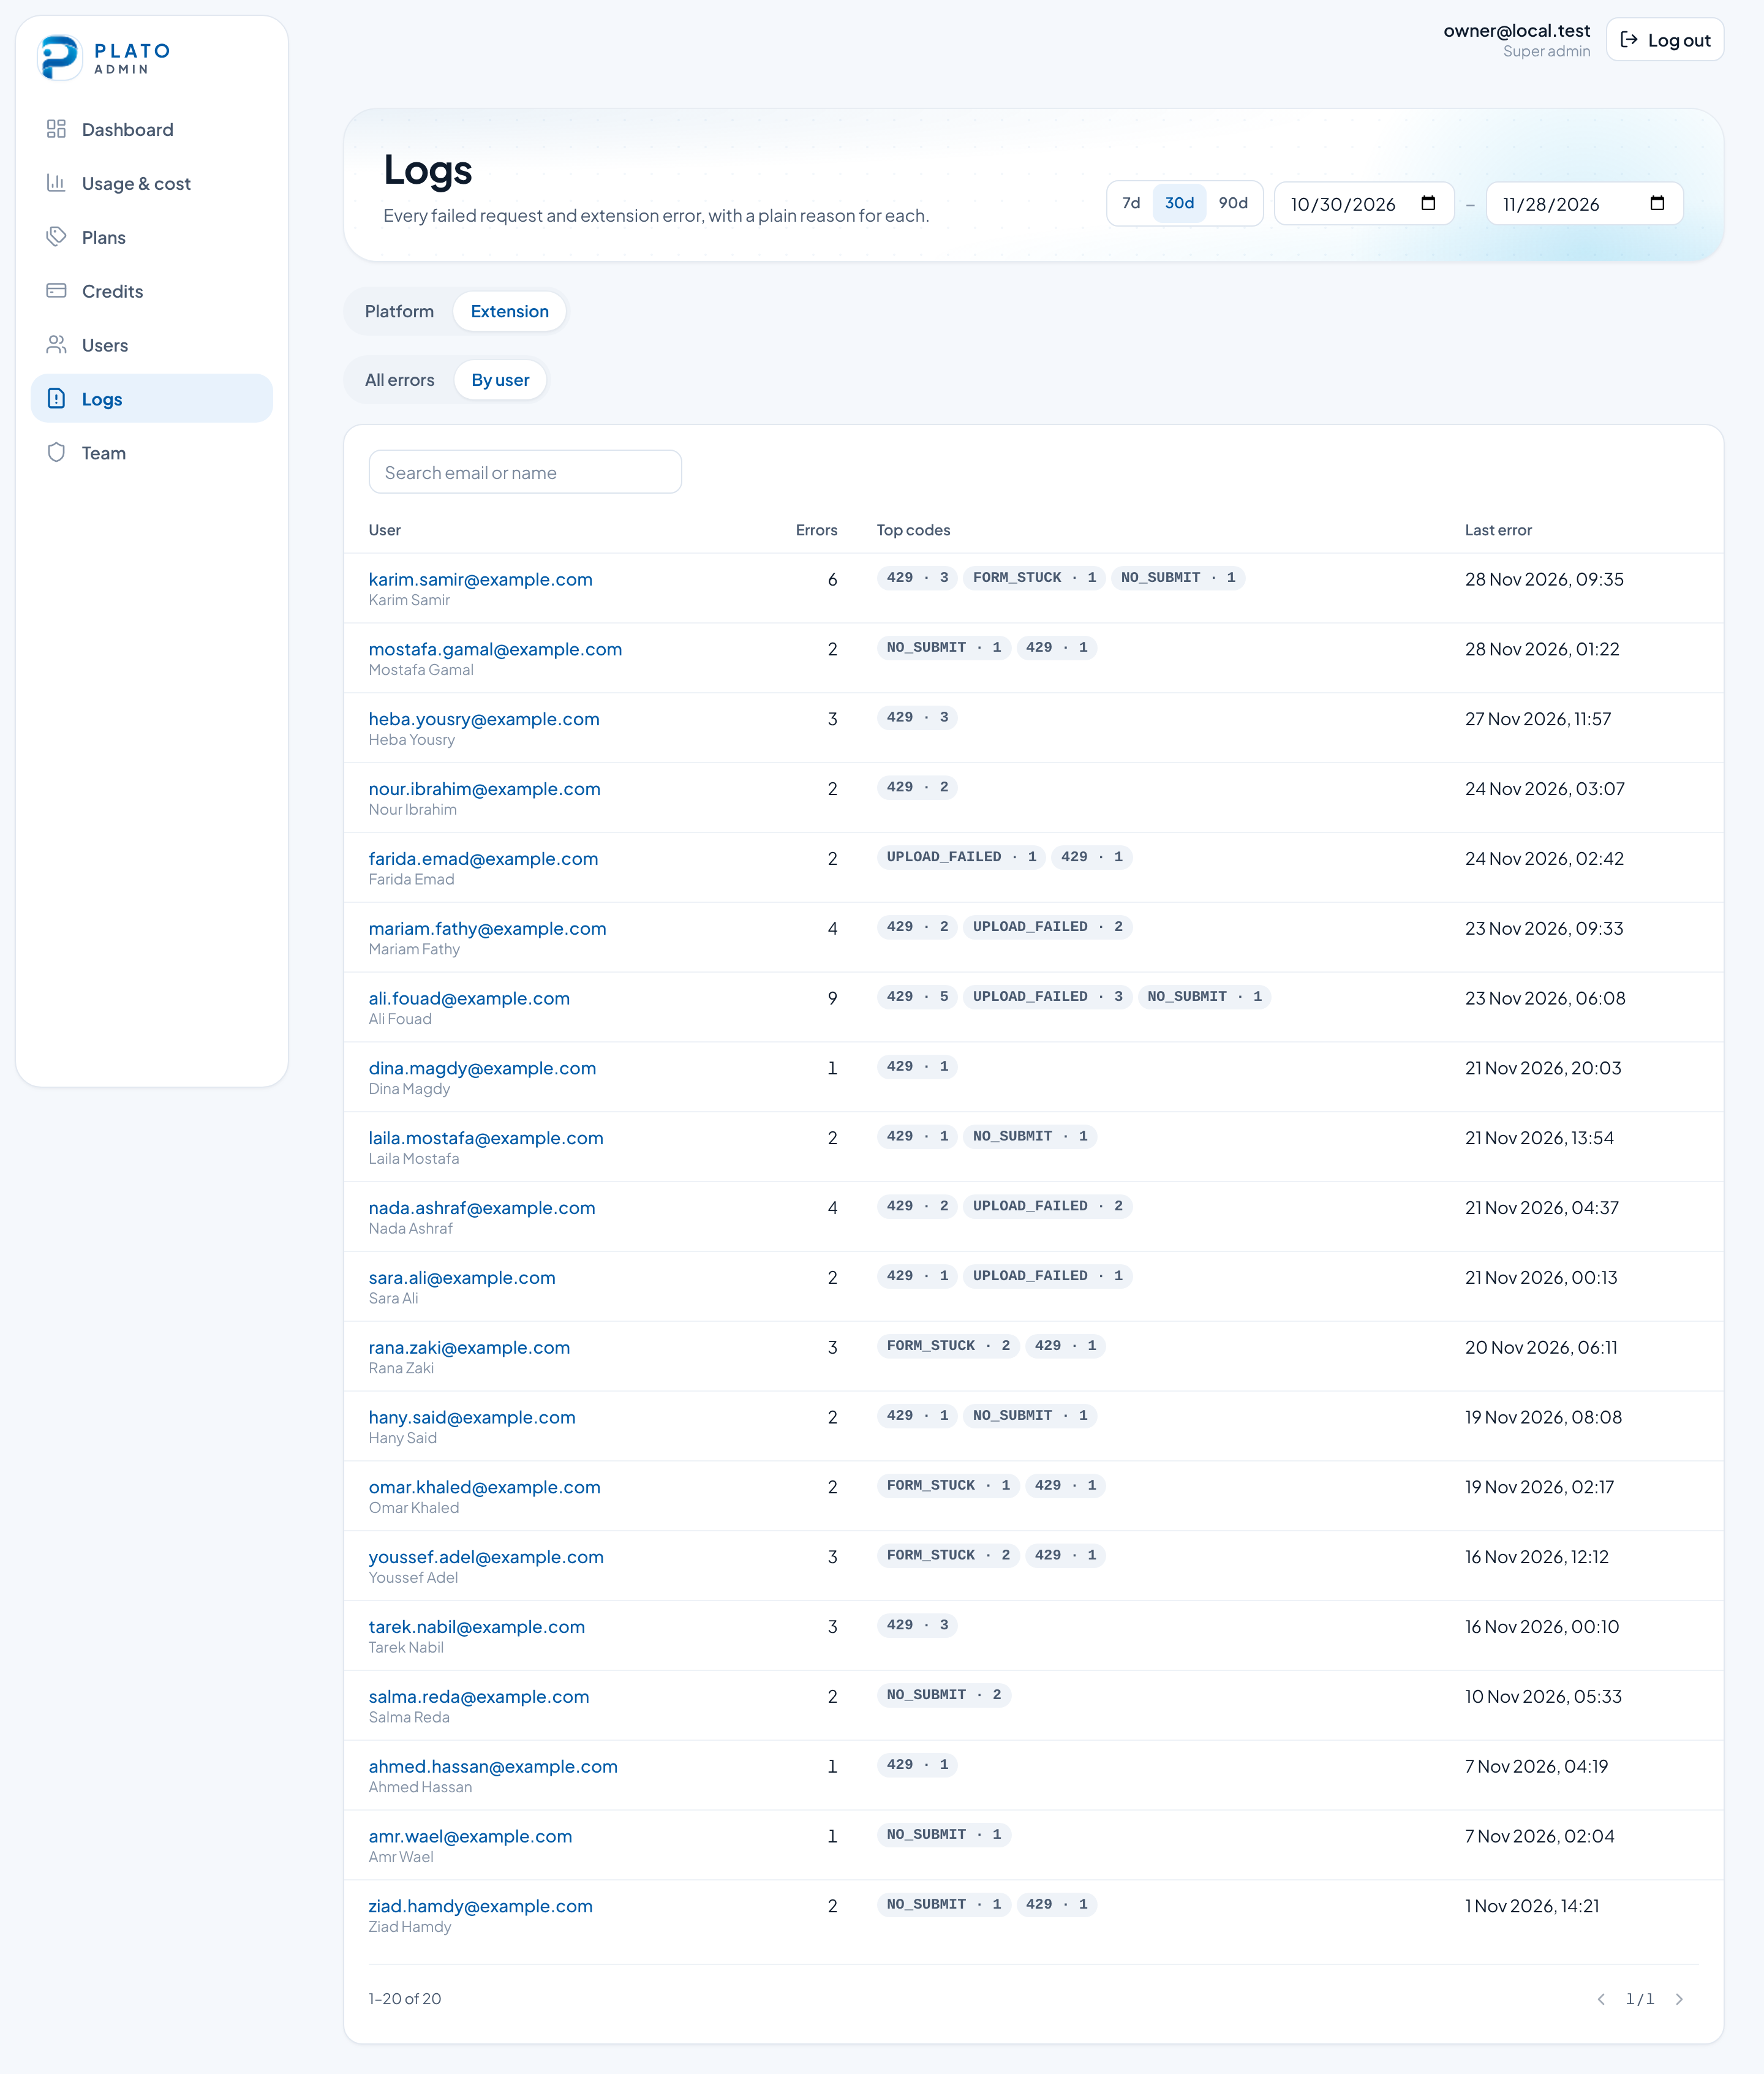 PLATO
ADMIN
Dashboard
Usage & cost
Plans
Credits
Users
Logs
Team
owner@local.test
Super admin
Log out
Logs
Every failed request and extension error, with a plain reason for each.
7d 30d 90d 10/30/2026 – 11/28/2026
Platform Extension
All errors By user
Search email or name
User Errors Top codes Last error
karim.samir@example.com 6 429 · 3 FORM_STUCK · 1 NO_SUBMIT · 1 28 Nov 2026, 09:35
Karim Samir
mostafa.gamal@example.com 2 NO_SUBMIT · 1 429 · 1 28 Nov 2026, 01:22
Mostafa Gamal
heba.yousry@example.com 3 429 · 3 27 Nov 2026, 11:57
Heba Yousry
nour.ibrahim@example.com 2 429 · 2 24 Nov 2026, 03:07
Nour Ibrahim
farida.emad@example.com 2 UPLOAD_FAILED · 1 429 · 1 24 Nov 2026, 02:42
Farida Emad
mariam.fathy@example.com 4 429 · 2 UPLOAD_FAILED · 2 23 Nov 2026, 09:33
Mariam Fathy
ali.fouad@example.com 9 429 · 5 UPLOAD_FAILED · 3 NO_SUBMIT · 1 23 Nov 2026, 06:08
Ali Fouad
dina.magdy@example.com 1 429 · 1 21 Nov 2026, 20:03
Dina Magdy
laila.mostafa@example.com 2 429 · 1 NO_SUBMIT · 1 21 Nov 2026, 13:54
Laila Mostafa
nada.ashraf@example.com 4 429 · 2 UPLOAD_FAILED · 2 21 Nov 2026, 04:37
Nada Ashraf
sara.ali@example.com 2 429 · 1 UPLOAD_FAILED · 1 21 Nov 2026, 00:13
Sara Ali
rana.zaki@example.com 3 FORM_STUCK · 2 429 · 1 20 Nov 2026, 06:11
Rana Zaki
hany.said@example.com 2 429 · 1 NO_SUBMIT · 1 19 Nov 2026, 08:08
Hany Said
omar.khaled@example.com 2 FORM_STUCK · 1 429 · 1 19 Nov 2026, 02:17
Omar Khaled
youssef.adel@example.com 3 FORM_STUCK · 2 429 · 1 16 Nov 2026, 12:12
Youssef Adel
tarek.nabil@example.com 3 429 · 3 16 Nov 2026, 00:10
Tarek Nabil
salma.reda@example.com 2 NO_SUBMIT · 2 10 Nov 2026, 05:33
Salma Reda
ahmed.hassan@example.com 1 429 · 1 7 Nov 2026, 04:19
Ahmed Hassan
amr.wael@example.com 1 NO_SUBMIT · 1 7 Nov 2026, 02:04
Amr Wael
ziad.hamdy@example.com 2 NO_SUBMIT · 1 429 · 1 1 Nov 2026, 14:21
Ziad Hamdy
1–20 of 20 1 / 1